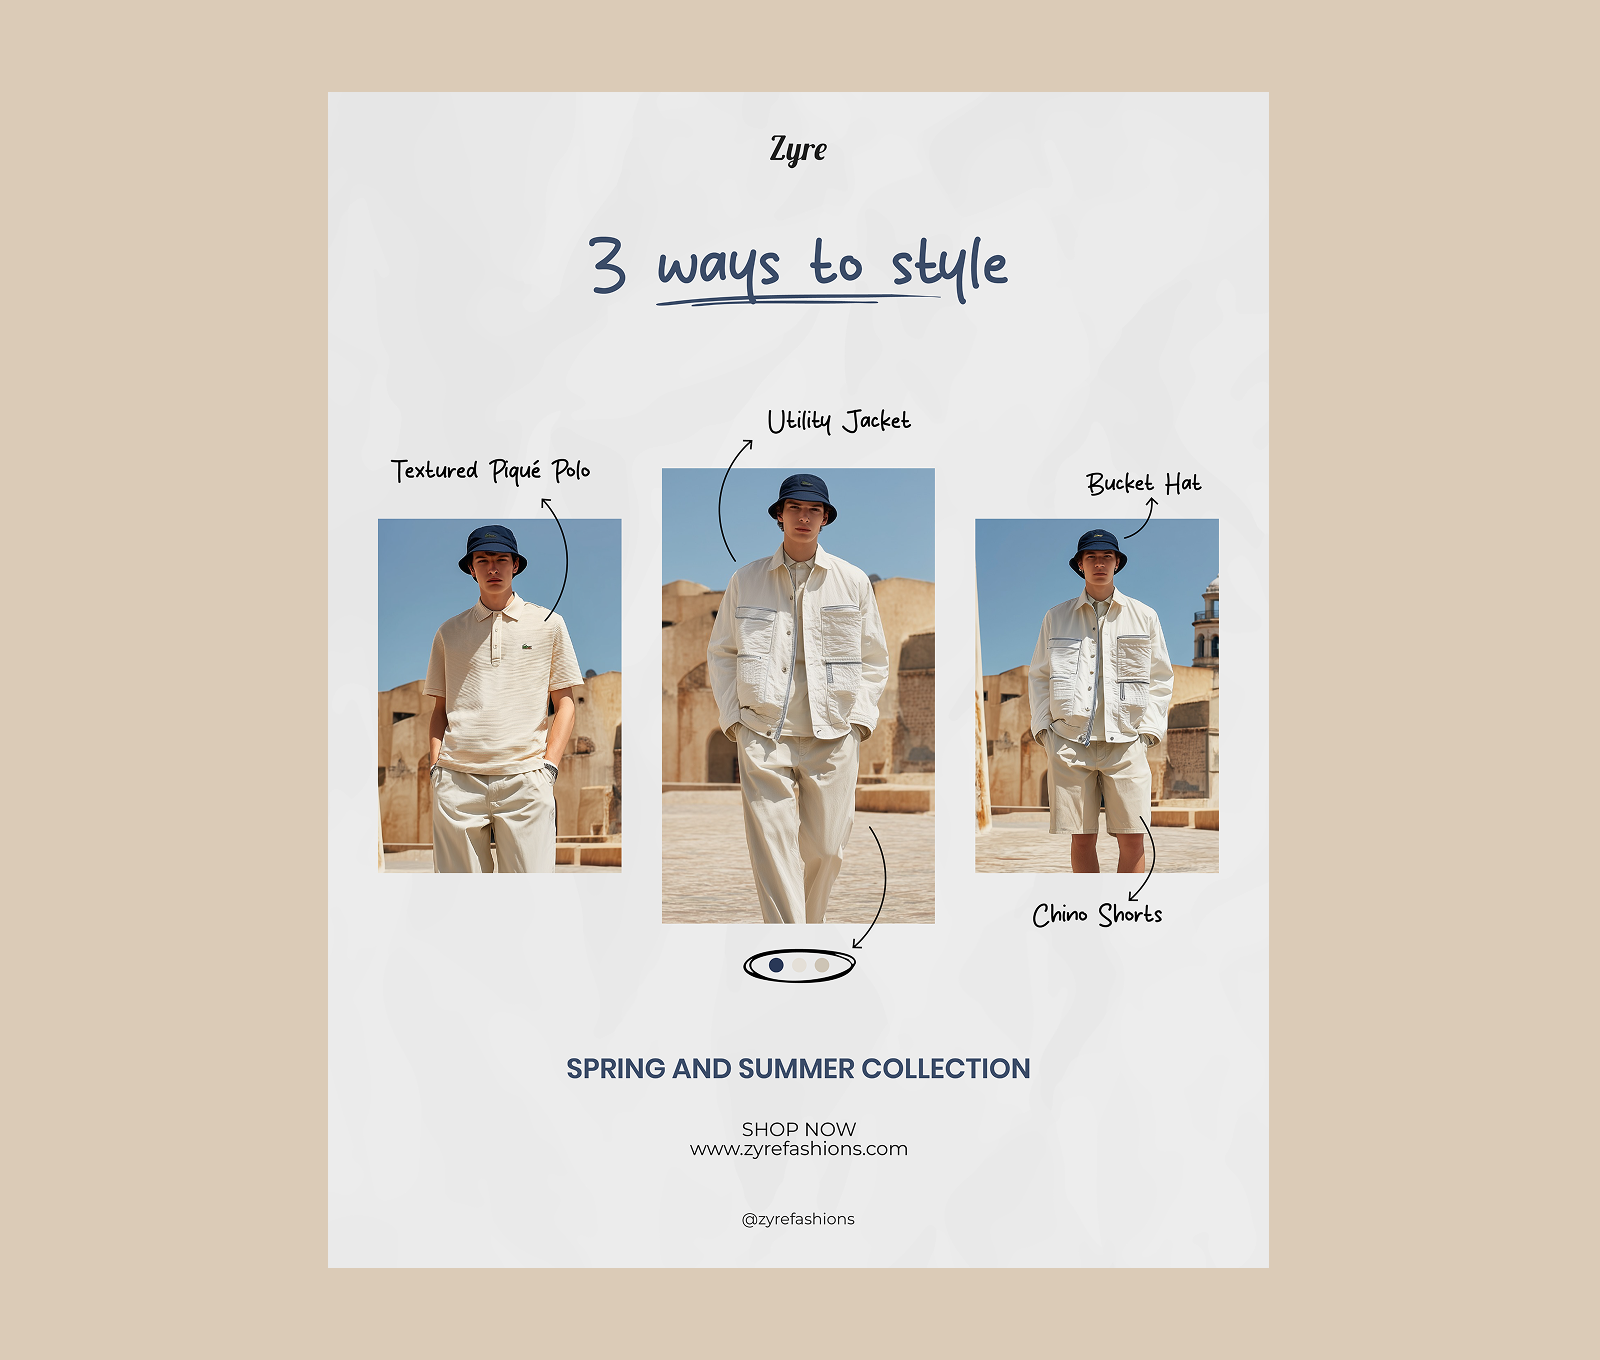 Zyre
3 ways to style
Utility Jacket
Textured Piqué Polo
Bucket Hat
Chino Shorts
SPRING AND SUMMER COLLECTION
SHOP NOW
www.zyrefashions.com
@zyrefashions